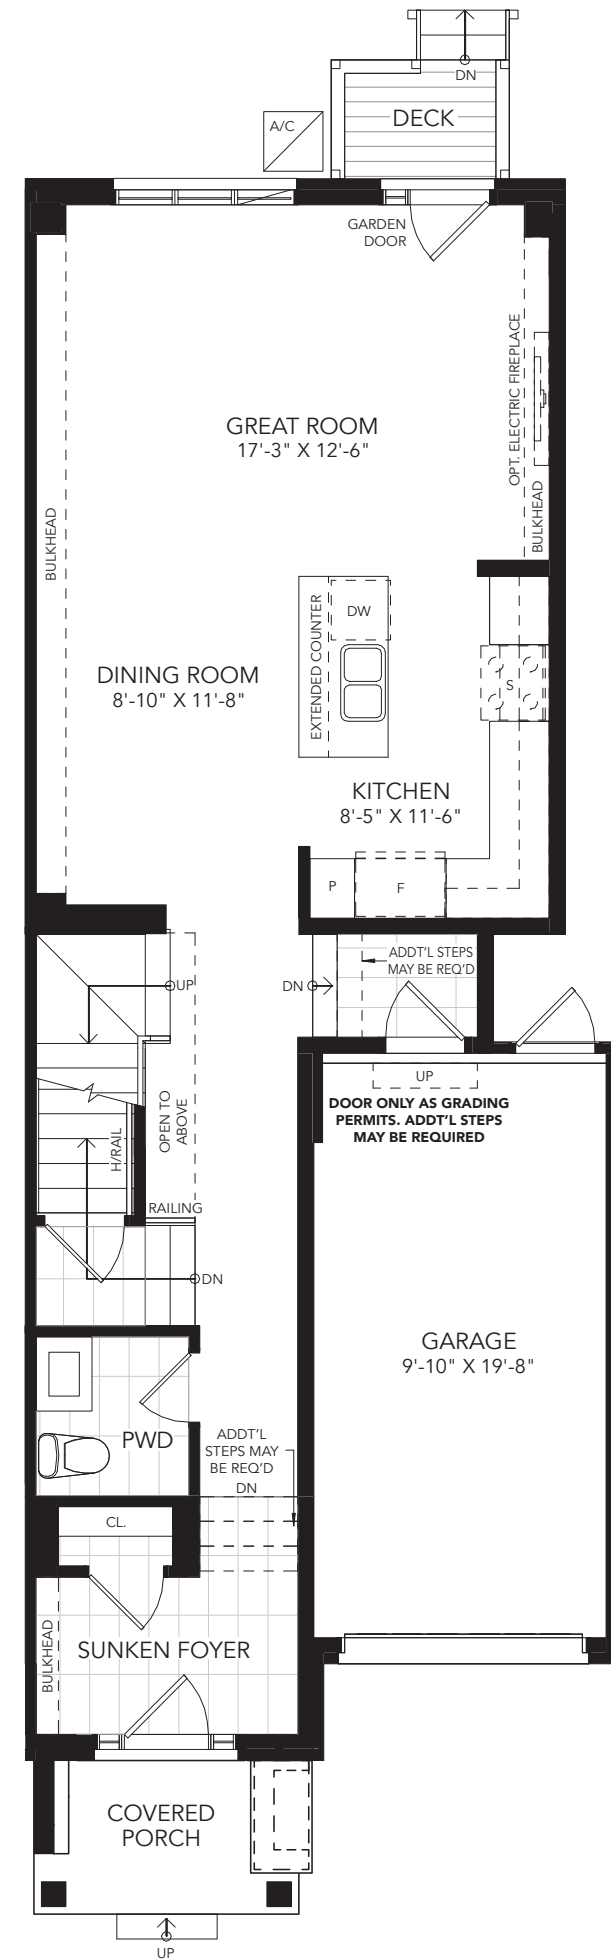 DN
DECK
A/C
GARDEN
DOOR
OPT. ELECTRIC FIREPLACE
GREAT ROOM
17'-3" X 12'-6"
BULKHEAD
BULKHEAD
EXTENDED COUNTER
DW
DINING ROOM
8'-10" X 11'-8"
S
KITCHEN
8'-5" X 11'-6"
P
F
ADDT'L STEPS
MAY BE REQ'D
UP
DN
UP
DOOR ONLY AS GRADING
PERMITS. ADDT'L STEPS
MAY BE REQUIRED
OPEN TO
ABOVE
H/RAIL
RAILING
DN
GARAGE
9'-10" X 19'-8"
PWD
ADDT'L
STEPS MAY
BE REQ'D
DN
CL.
BULKHEAD
SUNKEN FOYER
COVERED
PORCH
UP